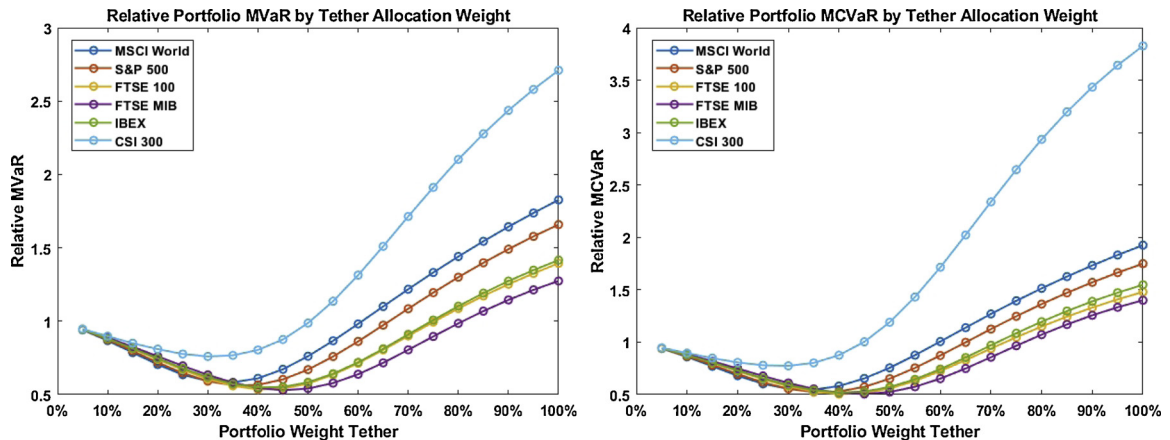 Relative Portfolio MVaR by Tether Allocation Weight
3
2.5
2
1.5
1
0.5
Relative MVaR
MSCI World
S&P 500
FTSE 100
FTSE MIB
IBEX
CSI 300
0% 10% 20% 30% 40% 50% 60% 70% 80% 90% 100%
Portfolio Weight Tether
Relative Portfolio MCVaR by Tether Allocation Weight
4
3.5
3
2.5
2
1.5
1
0.5
Relative MCVaR
MSCI World
S&P 500
FTSE 100
FTSE MIB
IBEX
CSI 300
0% 10% 20% 30% 40% 50% 60% 70% 80% 90% 100%
Portfolio Weight Tether